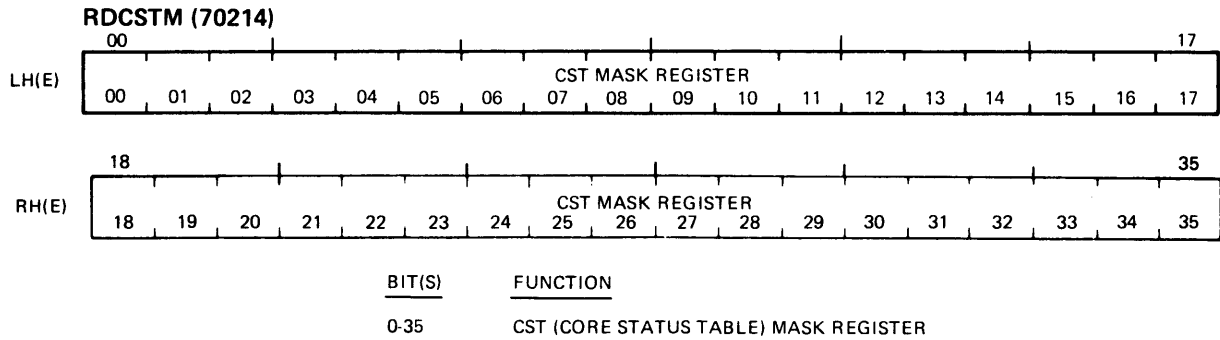 RDCSTM (70214)
00 17
LH(E)
CST MASK REGISTER
00 01 02 03 04 05 06 07 08 09 10 11 12 13 14 15 16 17
18 35
RH(E)
CST MASK REGISTER
18 19 20 21 22 23 24 25 26 27 28 29 30 31 32 33 34 35
BIT(S) FUNCTION
0-35 CST (CORE STATUS TABLE) MASK REGISTER